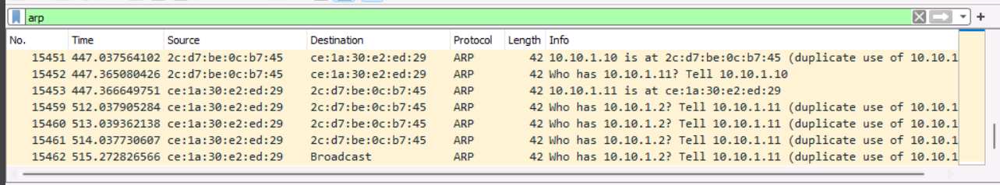 arp
No. Time Source Destination Protocol Length Info
15451 447.037564102 2c:d7:be:0c:b7:45 ce:1a:30:e2:ed:29 ARP 42 10.10.1.10 is at 2c:d7:be:0c:b7:45 (duplicate use of 10.10.1
15452 447.365080426 2c:d7:be:0c:b7:45 ce:1a:30:e2:ed:29 ARP 42 Who has 10.10.1.11? Tell 10.10.1.10
15453 447.366649751 ce:1a:30:e2:ed:29 2c:d7:be:0c:b7:45 ARP 42 10.10.1.11 is at ce:1a:30:e2:ed:29
15459 512.037905284 ce:1a:30:e2:ed:29 2c:d7:be:0c:b7:45 ARP 42 Who has 10.10.1.2? Tell 10.10.1.11 (duplicate use of 10.10.1
15460 513.039362138 ce:1a:30:e2:ed:29 2c:d7:be:0c:b7:45 ARP 42 Who has 10.10.1.2? Tell 10.10.1.11 (duplicate use of 10.10.1
15461 514.037730607 ce:1a:30:e2:ed:29 2c:d7:be:0c:b7:45 ARP 42 Who has 10.10.1.2? Tell 10.10.1.11 (duplicate use of 10.10.1
15462 515.272826566 ce:1a:30:e2:ed:29 Broadcast ARP 42 Who has 10.10.1.2? Tell 10.10.1.11 (duplicate use of 10.10.1